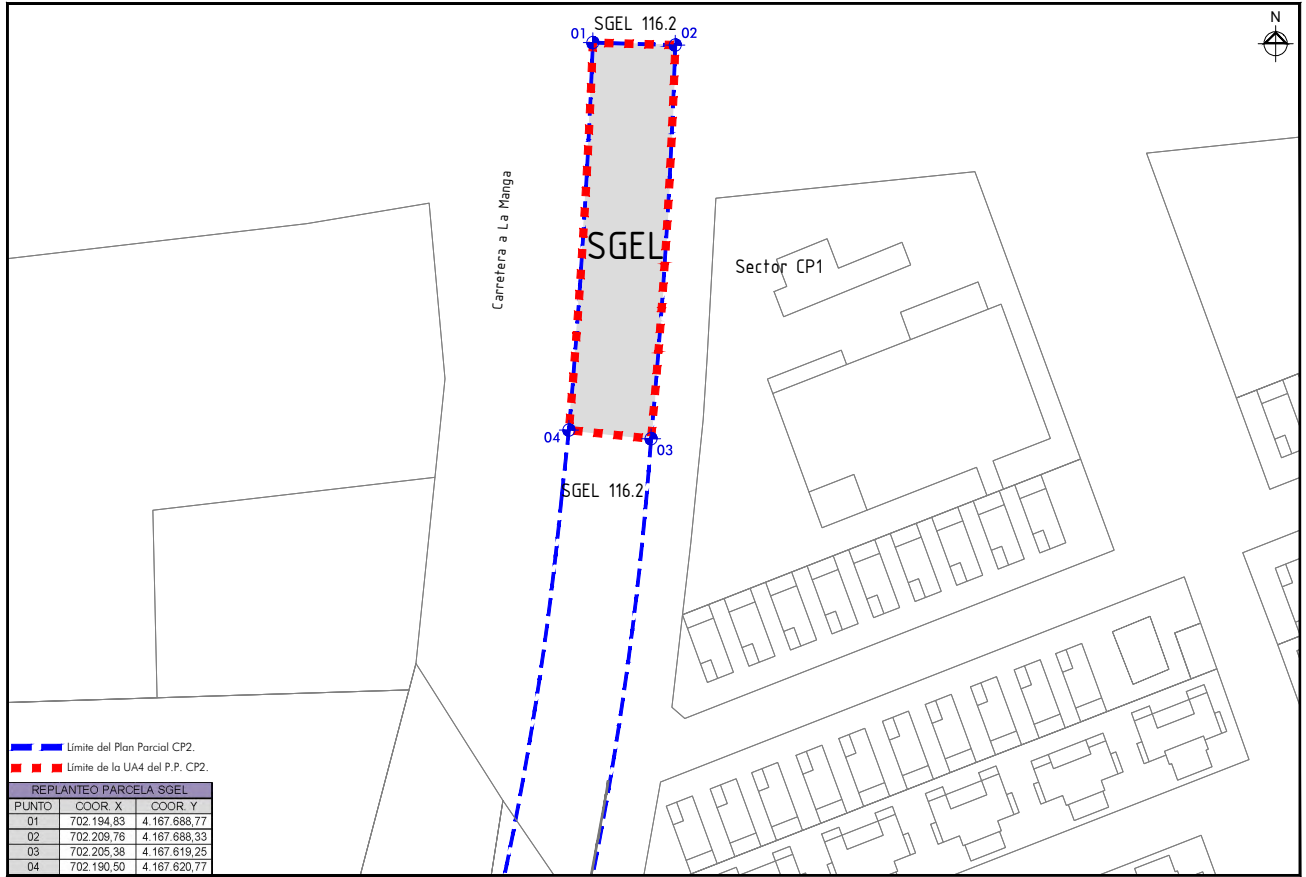 SGEL 116.2
N
01
02
Carretera a La Manga
SGEL
Sector CP1
04
03
SGEL 116.2
Límite del Plan Parcial CP2.
Límite de la UA4 del P.P. CP2.
REPLANTEO PARCELA SGEL
PUNTO COOR. X COOR. Y
01 702.194,83 4.167.688,77
02 702.209,76 4.167.688,33
03 702.205,38 4.167.619,25
04 702.190,50 4.167.620,77